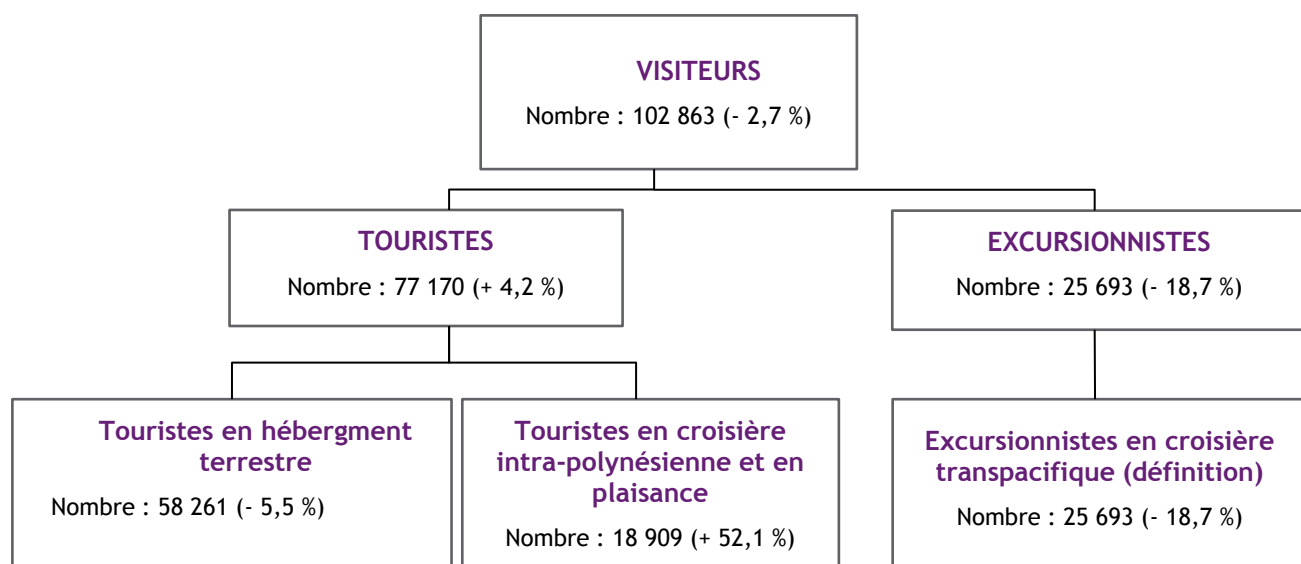 VISITEURS
Nombre : 102 863 (- 2,7 %)
TOURISTES
Nombre : 77 170 (+ 4,2 %)
EXCURSIONNISTES
Nombre : 25 693 (- 18,7 %)
Touristes en hébergment
terrestre
Nombre : 58 261 (- 5,5 %)
Touristes en croisière
intra-polynésienne et en
plaisance
Nombre : 18 909 (+ 52,1 %)
Excursionnistes en croisière
transpacifique (définition)
Nombre : 25 693 (- 18,7 %)